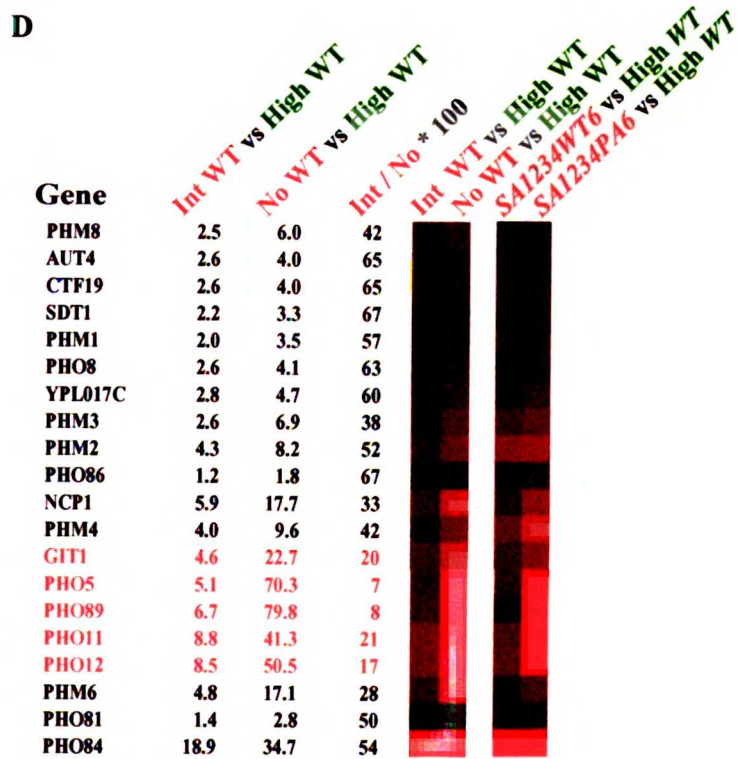 D
Int WT vs High WT
No WT vs High WT
Int / No * 100
Int WT vs High WT
No WT vs High WT
SA1234WT6 vs High WT
SA1234PA6 vs High WT
Gene
PHM8 2.5 6.0 42
AUT4 2.6 4.0 65
CTF19 2.6 4.0 65
SDT1 2.2 3.3 67
PHM1 2.0 3.5 57
PHO8 2.6 4.1 63
YPL017C 2.8 4.7 60
PHM3 2.6 6.9 38
PHM2 4.3 8.2 52
PHO86 1.2 1.8 67
NCP1 5.9 17.7 33
PHM4 4.0 9.6 42
GIT1 4.6 22.7 20
PHO5 5.1 70.3 7
PHO89 6.7 79.8 8
PHO11 8.8 41.3 21
PHO12 8.5 50.5 17
PHM6 4.8 17.1 28
PHO81 1.4 2.8 50
PHO84 18.9 34.7 54